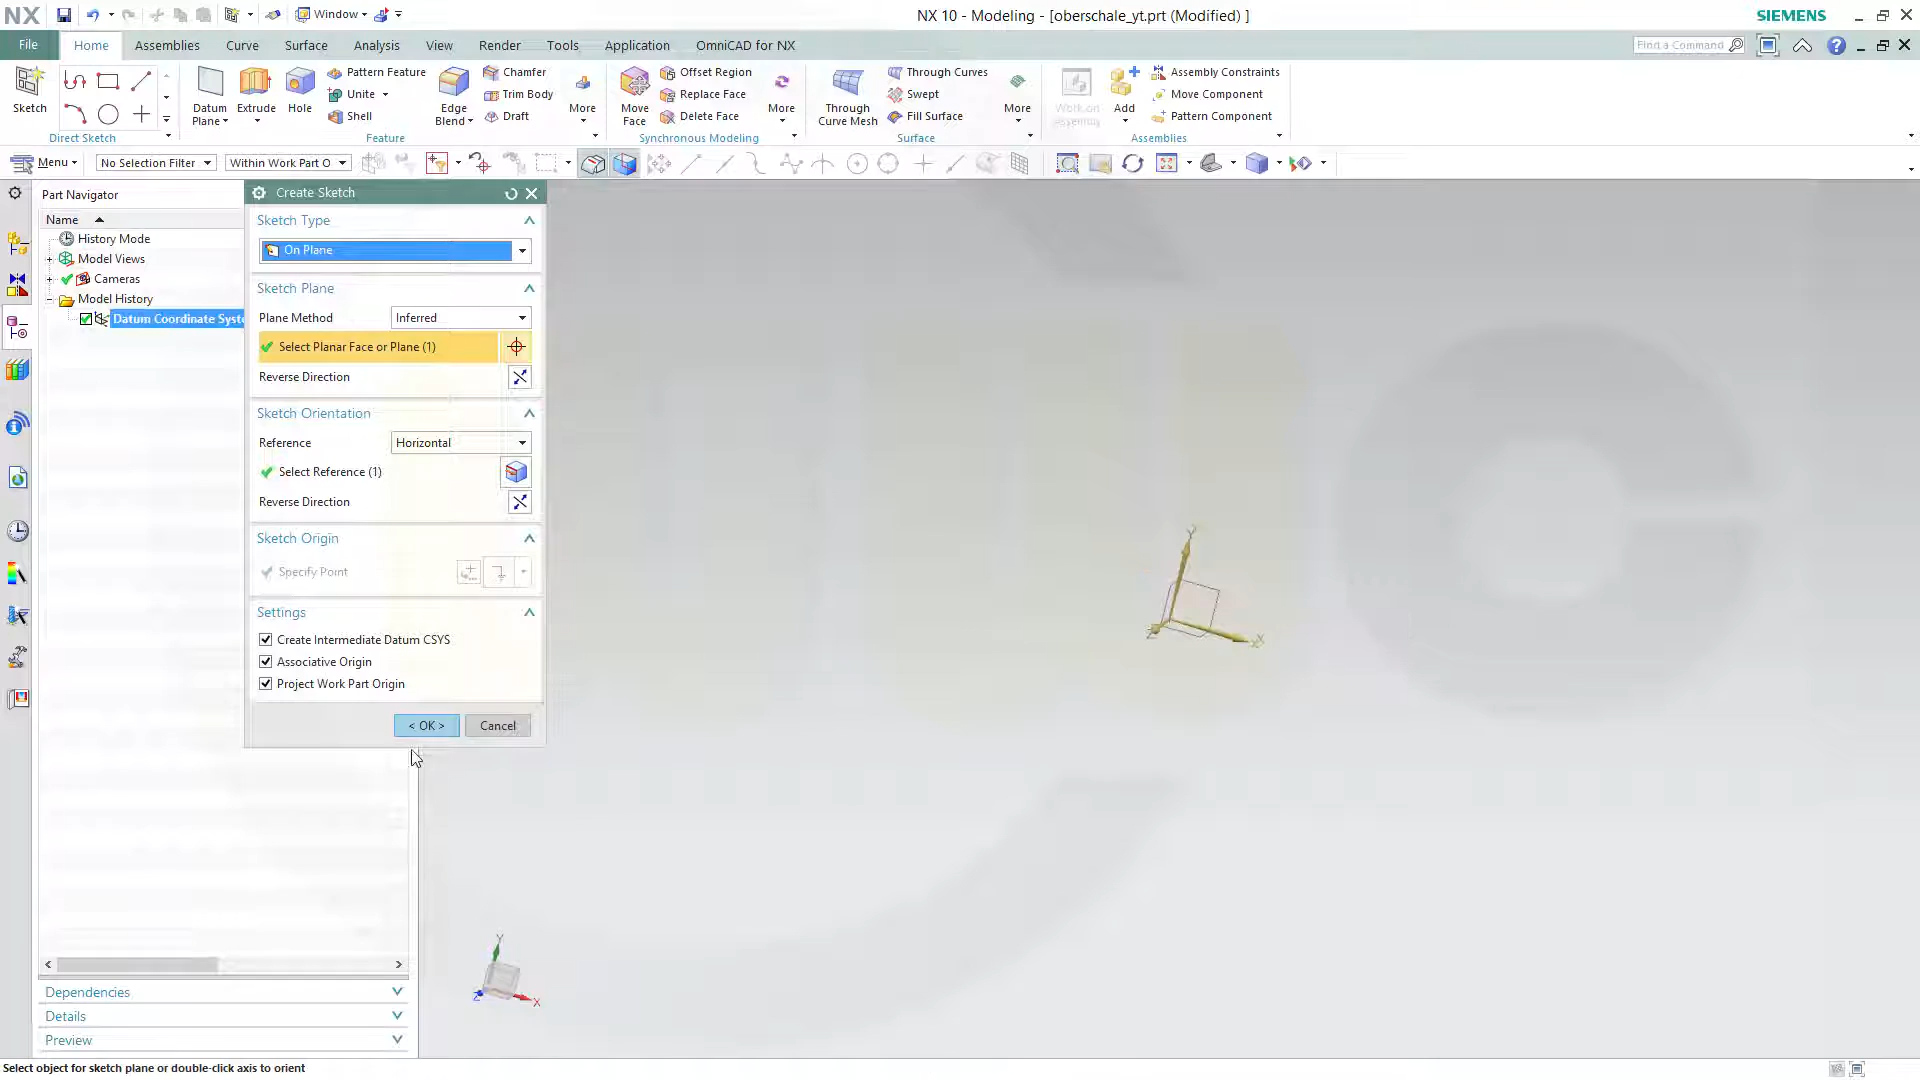 NX
Window
NX 10 - Modeling - [oberschale_yt.prt (Modified) ]
SIEMENS
File
Home
Assemblies
Curve
Surface
Analysis
View
Render
Tools
Application
OmniCAD for NX
Find a Command
Sketch
Direct Sketch
Datum
Plane
Extrude
Hole
Pattern Feature
Unite
Shell
Edge
Blend
Chamfer
Trim Body
Draft
More
Feature
Move
Face
Offset Region
Replace Face
Delete Face
More
Synchronous Modeling
Through
Curve Mesh
Through Curves
Swept
Fill Surface
More
Surface
Work on
Assembly
Add
Assembly Constraints
Move Component
Pattern Component
Assemblies
Menu
No Selection Filter
Within Work Part O
Part Navigator
Name
History Mode
Model Views
Cameras
Model History
Datum Coordinate Syste
Create Sketch
Sketch Type
On Plane
Sketch Plane
Plane Method
Inferred
Select Planar Face or Plane (1)
Reverse Direction
Sketch Orientation
Reference
Horizontal
Select Reference (1)
Reverse Direction
Sketch Origin
Specify Point
Settings
Create Intermediate Datum CSYS
Associative Origin
Project Work Part Origin
< OK >
Cancel
Y
Z
X
Y
Z
X
Dependencies
Details
Preview
Select object for sketch plane or double-click axis to orient